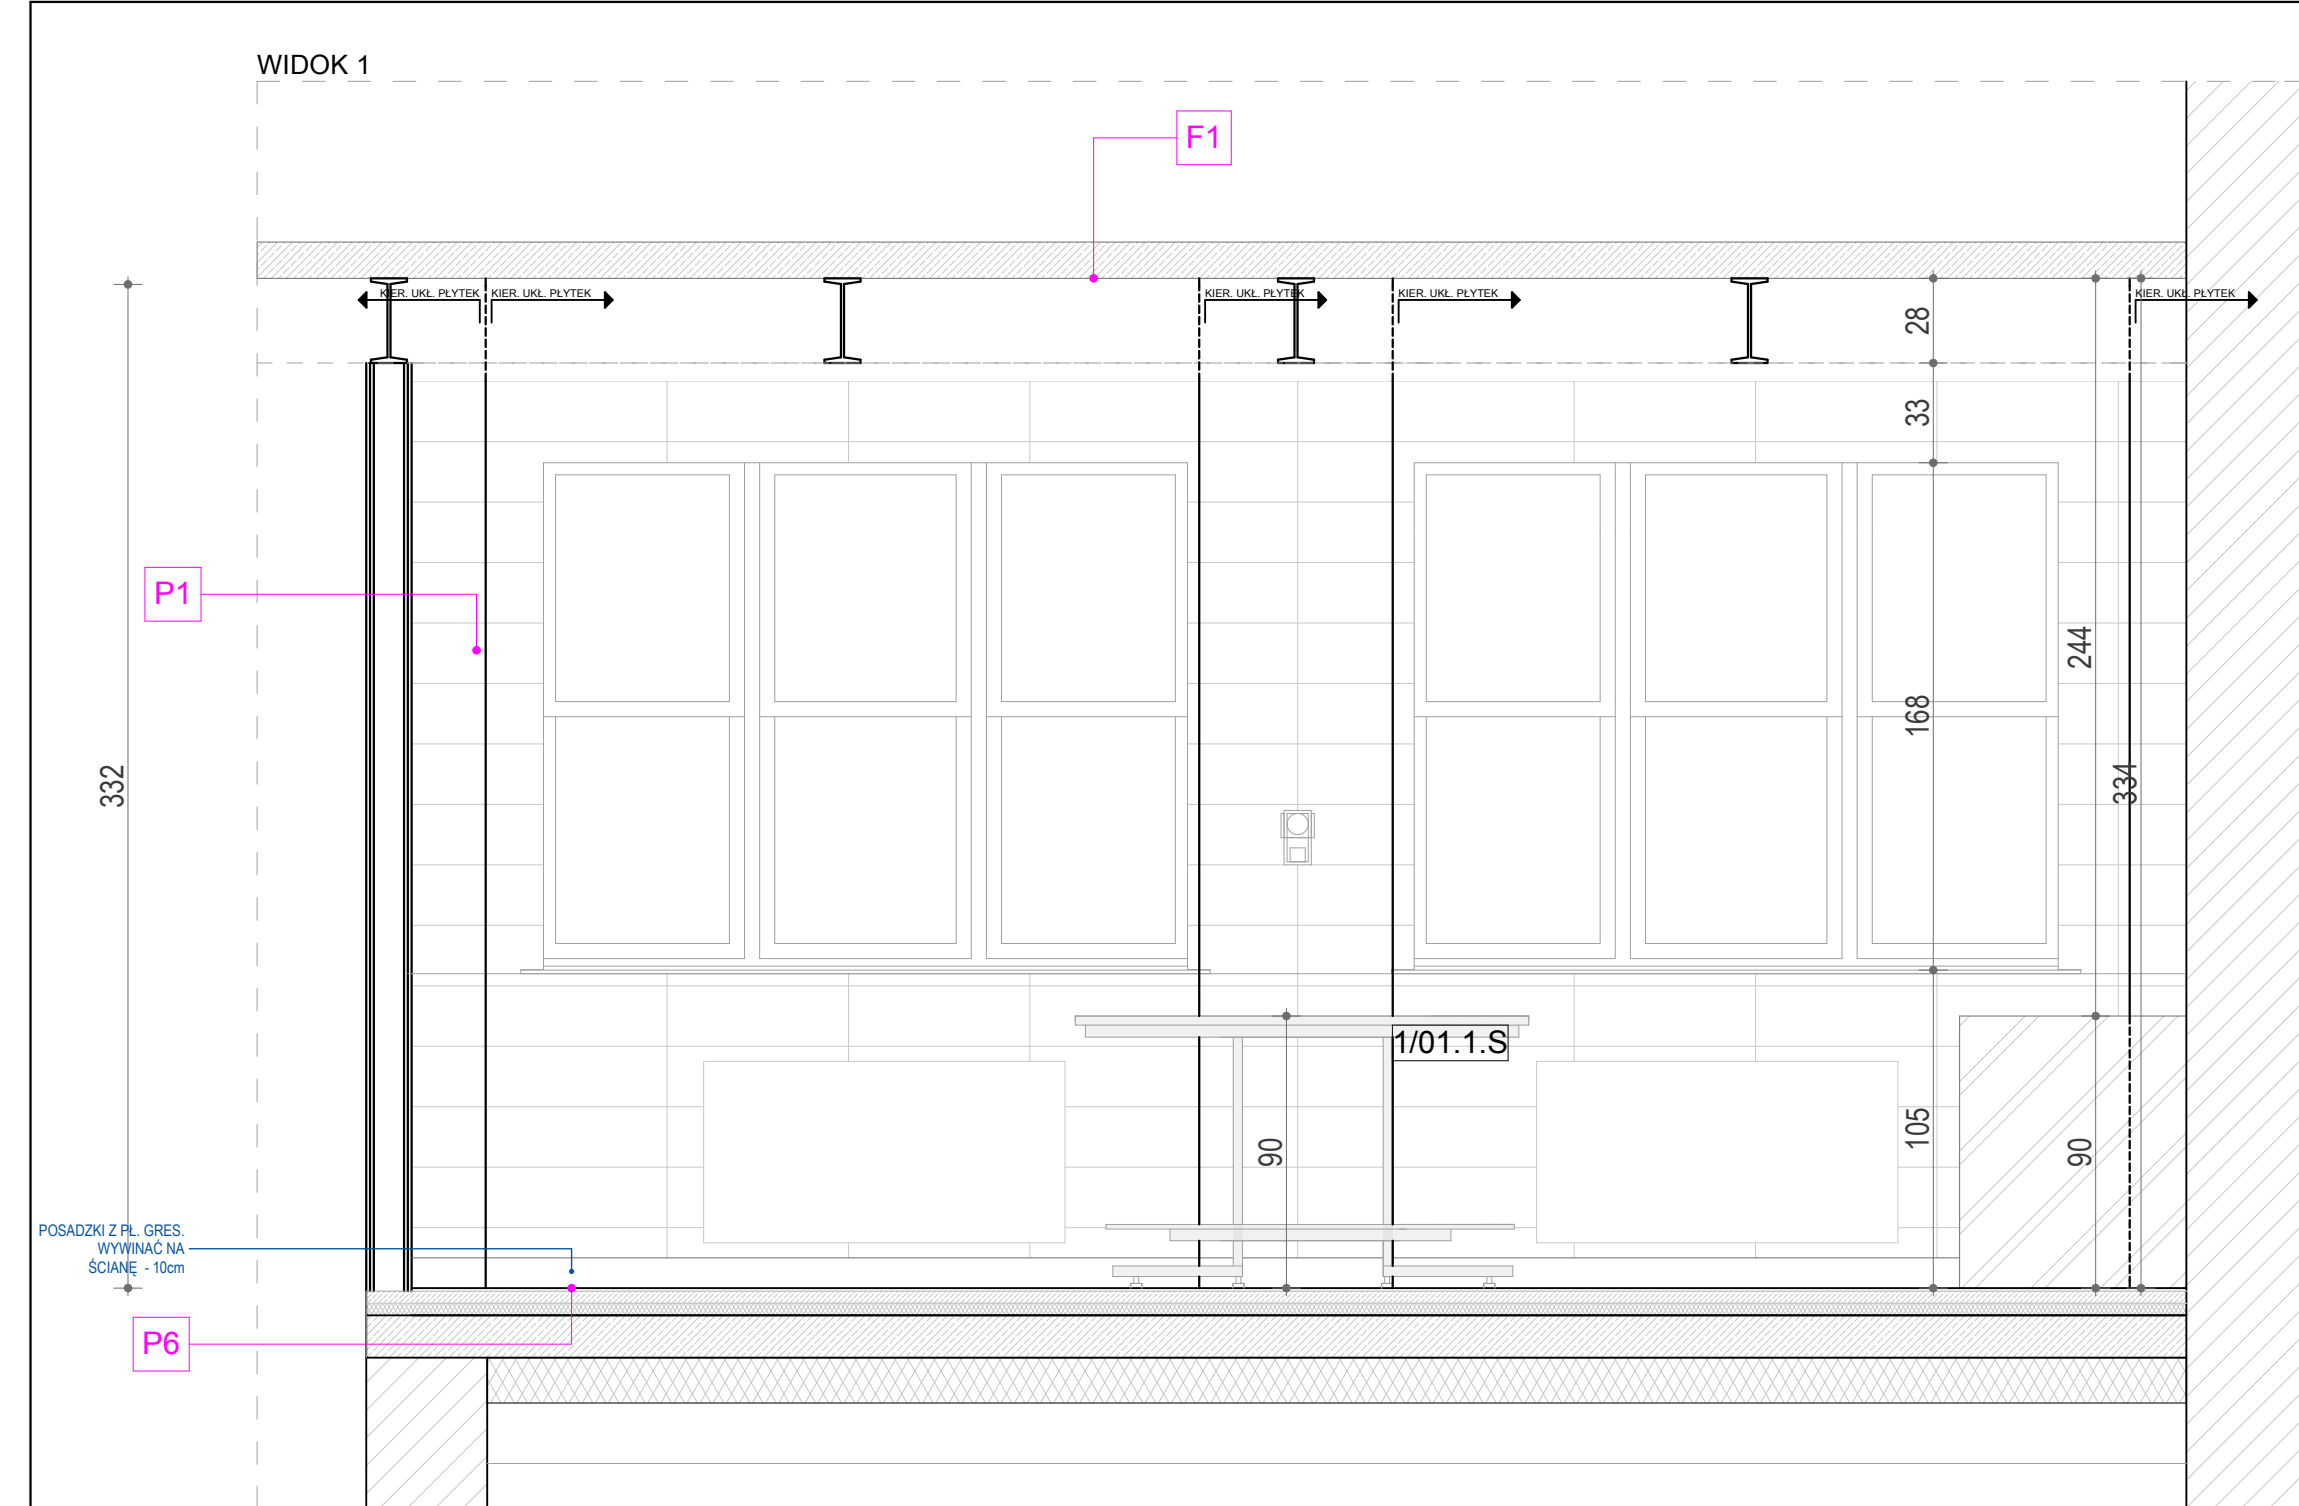 WIDOK 1
F1
KIER. UKŁ. PŁYTEK
KIER. UKŁ. PŁYTEK
KIER. UKŁ. PŁYTEK
KIER. UKŁ. PŁYTEK
KIER. UKŁ. PŁYTEK
28
33
P1
244
168
332
334
1/01.1.S
105
90
90
POSADZKI Z PŁ. GRES.
WYWINAĆ NA
ŚCIANĘ - 10cm
P6